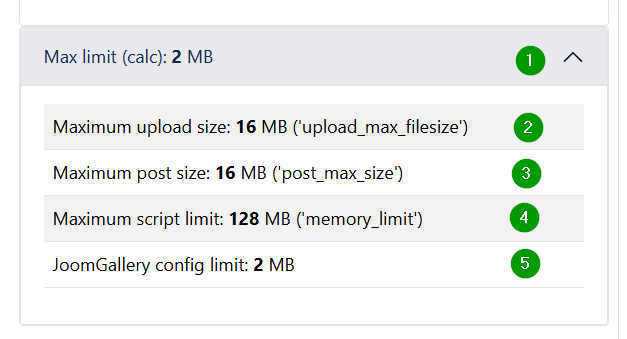 Max limit (calc): 2 MB 1
Maximum upload size: 16 MB ('upload_max_filesize') 2
Maximum post size: 16 MB ('post_max_size') 3
Maximum script limit: 128 MB ('memory_limit') 4
JoomGallery config limit: 2 MB 5